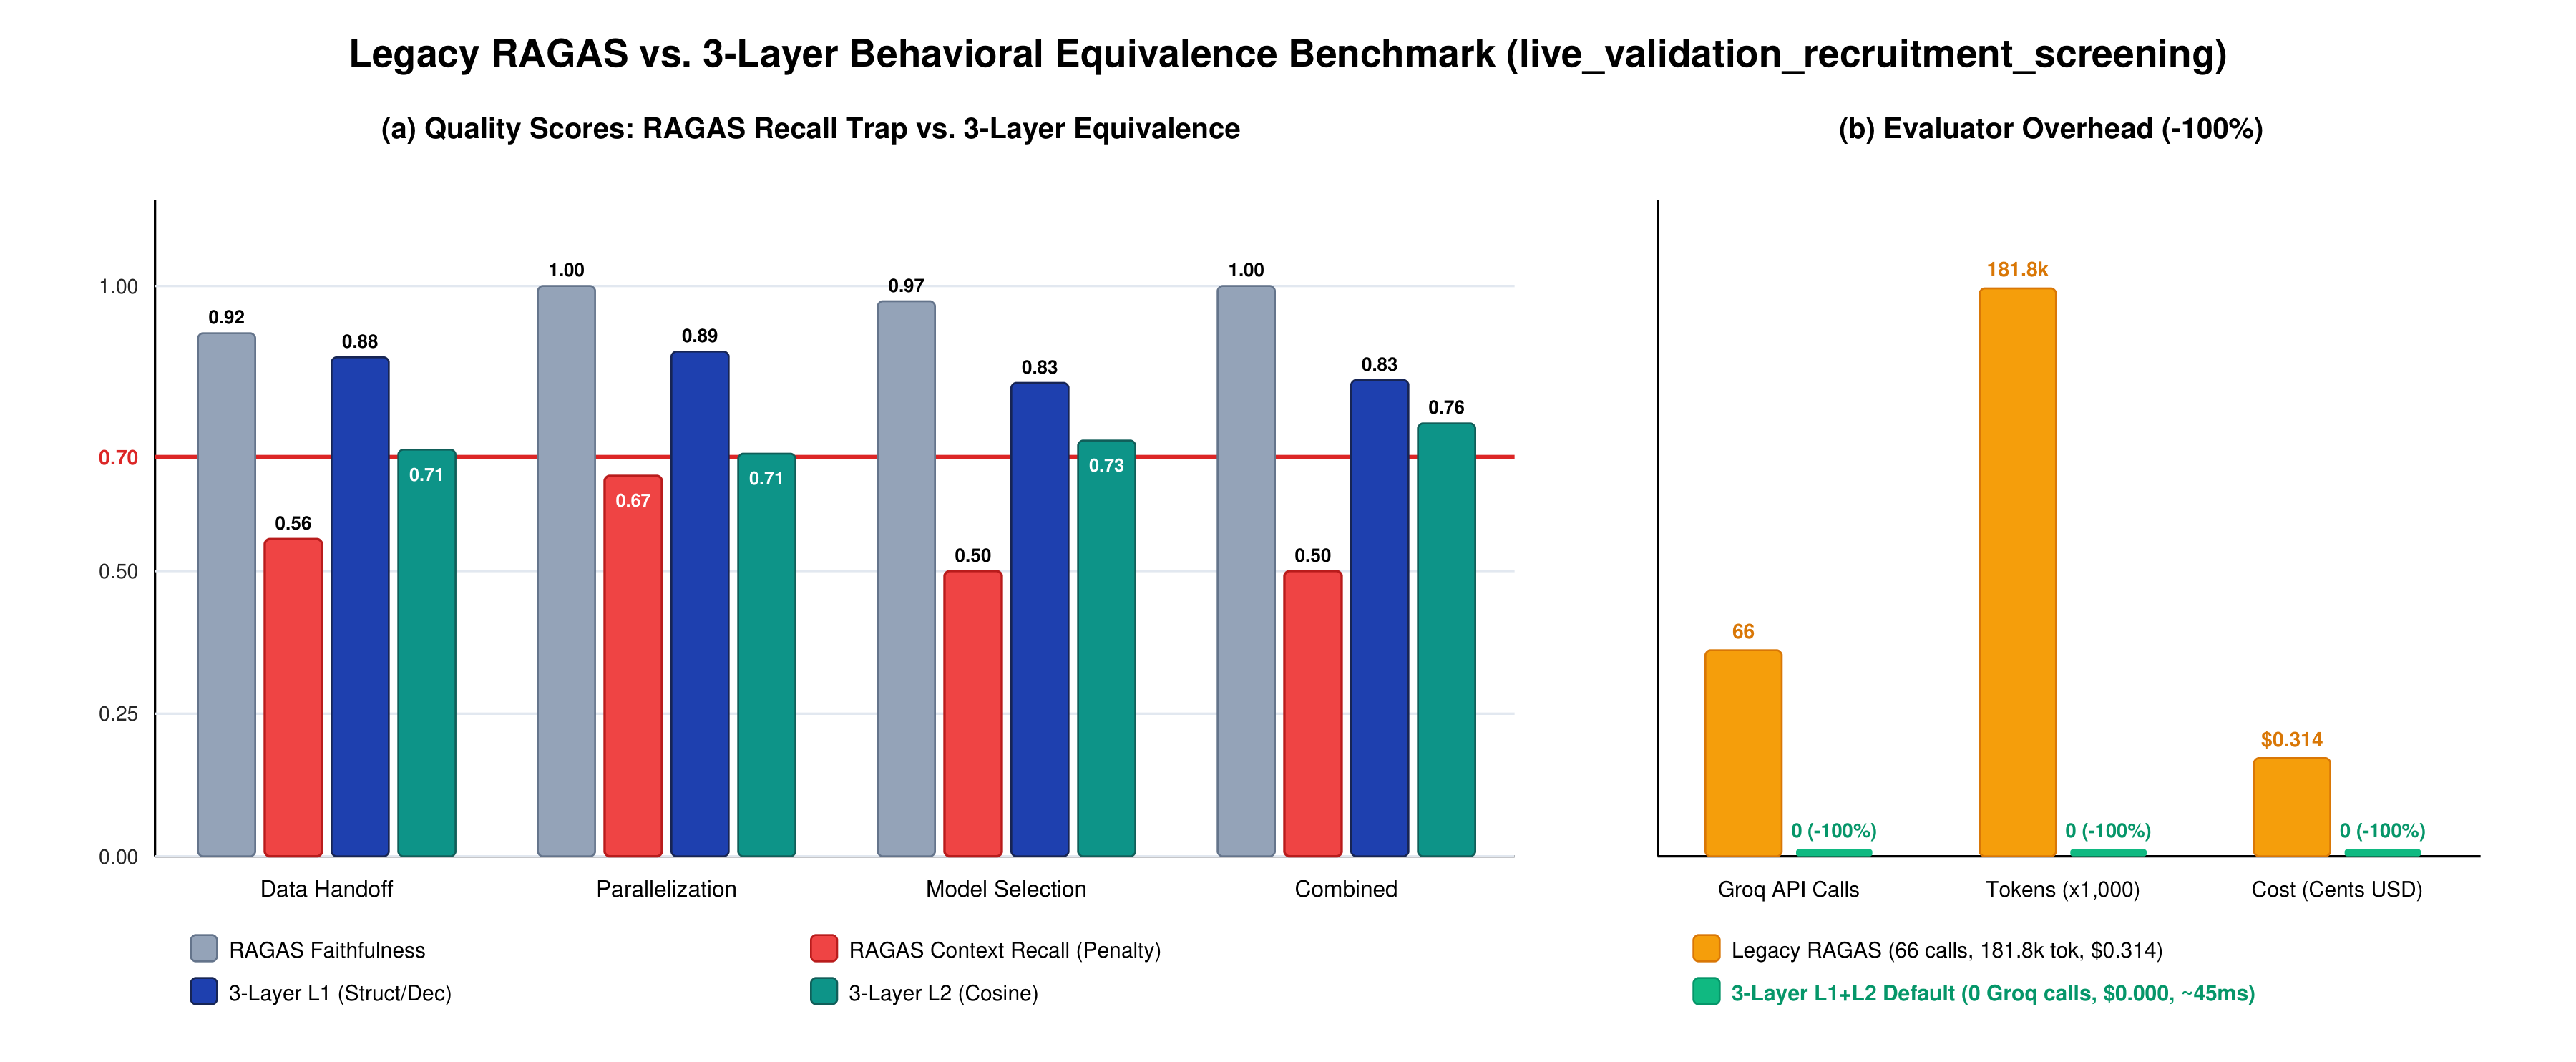 Legacy RAGAS vs. 3-Layer Behavioral Equivalence Benchmark (live_validation_recruitment_screening)
(a) Quality Scores: RAGAS Recall Trap vs. 3-Layer Equivalence
1.00
0.70
0.50
0.25
0.00
0.92
0.56
0.88
0.71
1.00
0.67
0.89
0.71
0.97
0.50
0.83
0.73
1.00
0.50
0.83
0.76
Data Handoff
Parallelization
Model Selection
Combined
RAGAS Faithfulness
RAGAS Context Recall (Penalty)
3-Layer L1 (Struct/Dec)
3-Layer L2 (Cosine)
(b) Evaluator Overhead (-100%)
66
0 (-100%)
181.8k
0 (-100%)
$0.314
0 (-100%)
Groq API Calls
Tokens (x1,000)
Cost (Cents USD)
Legacy RAGAS (66 calls, 181.8k tok, $0.314)
3-Layer L1+L2 Default (0 Groq calls, $0.000, ~45ms)